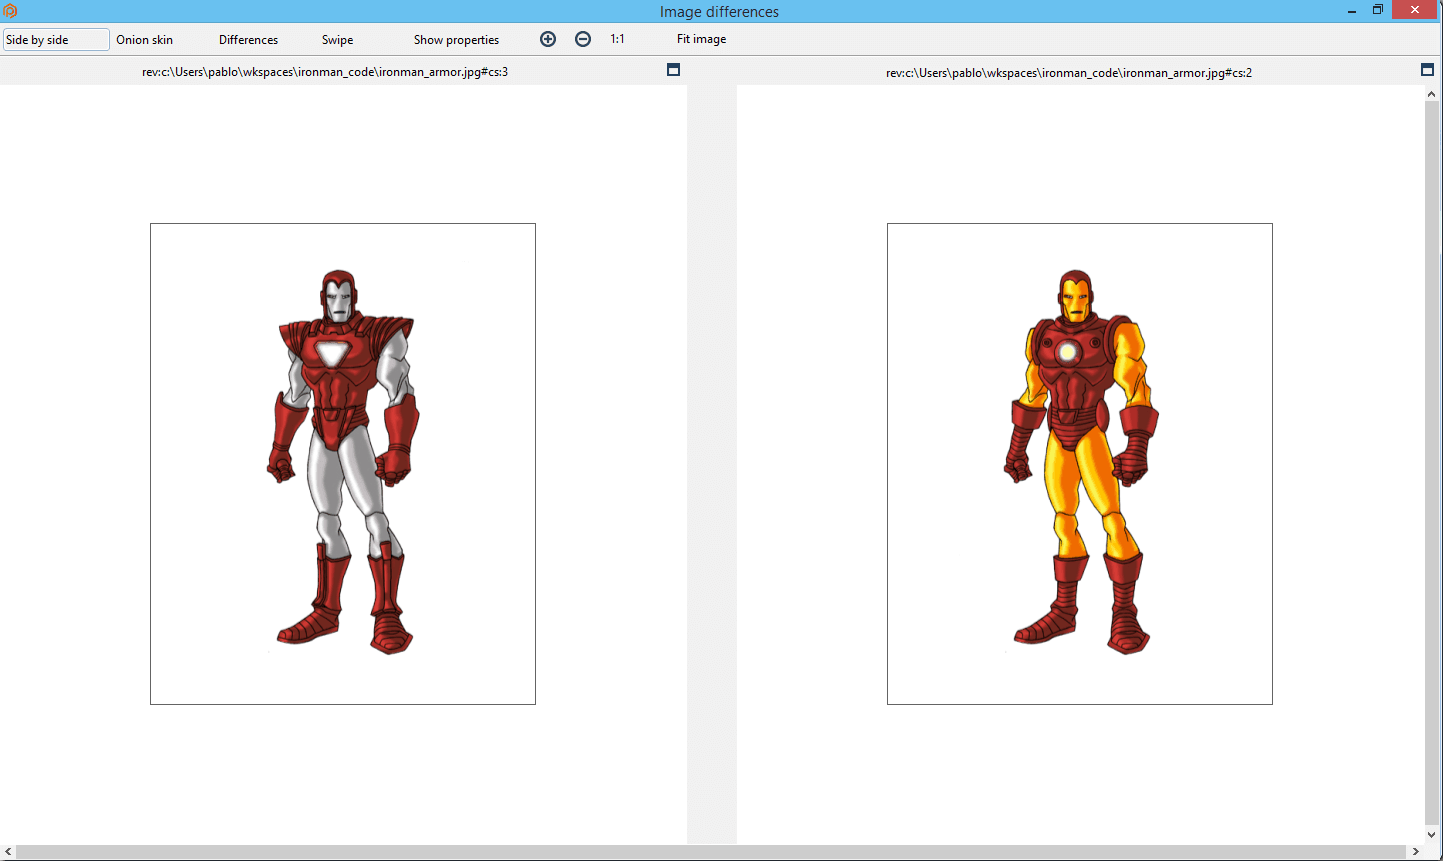 Image differences
Side by side Onion skin Differences Swipe Show properties 1:1 Fit image
rev:c:\Users\pablo\wkspaces\ironman_code\ironman_armor.jpg#cs:3 rev:c:\Users\pablo\wkspaces\ironman_code\ironman_armor.jpg#cs:2